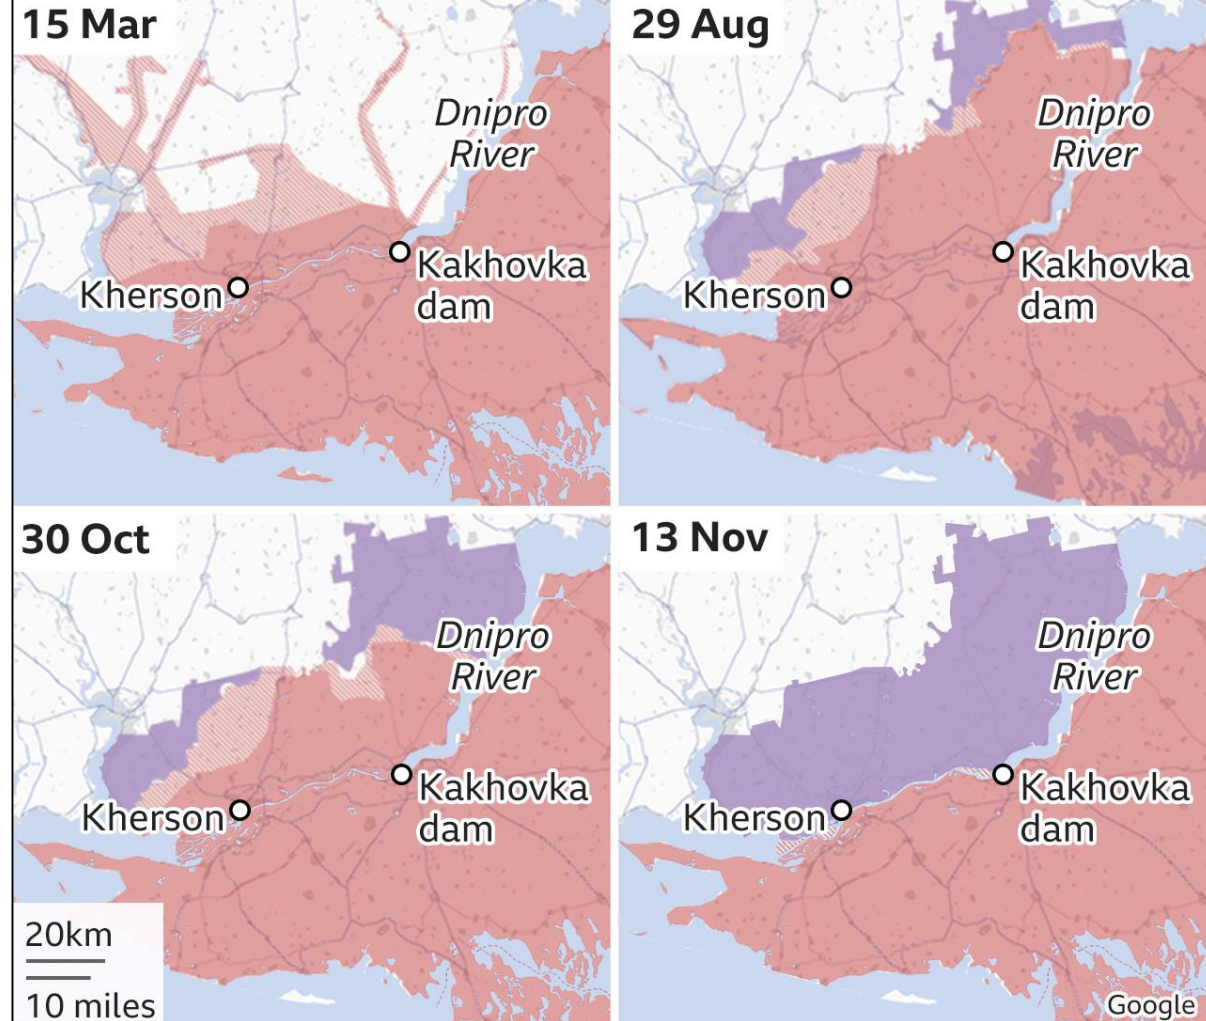 15 Mar
Dnipro
River
Kakhovka
dam
Kherson
29 Aug
Dnipro
River
Kakhovka
dam
Kherson
30 Oct
Dnipro
River
Kakhovka
dam
Kherson
20km
10 miles
13 Nov
Dnipro
River
Kakhovka
dam
Kherson
Google